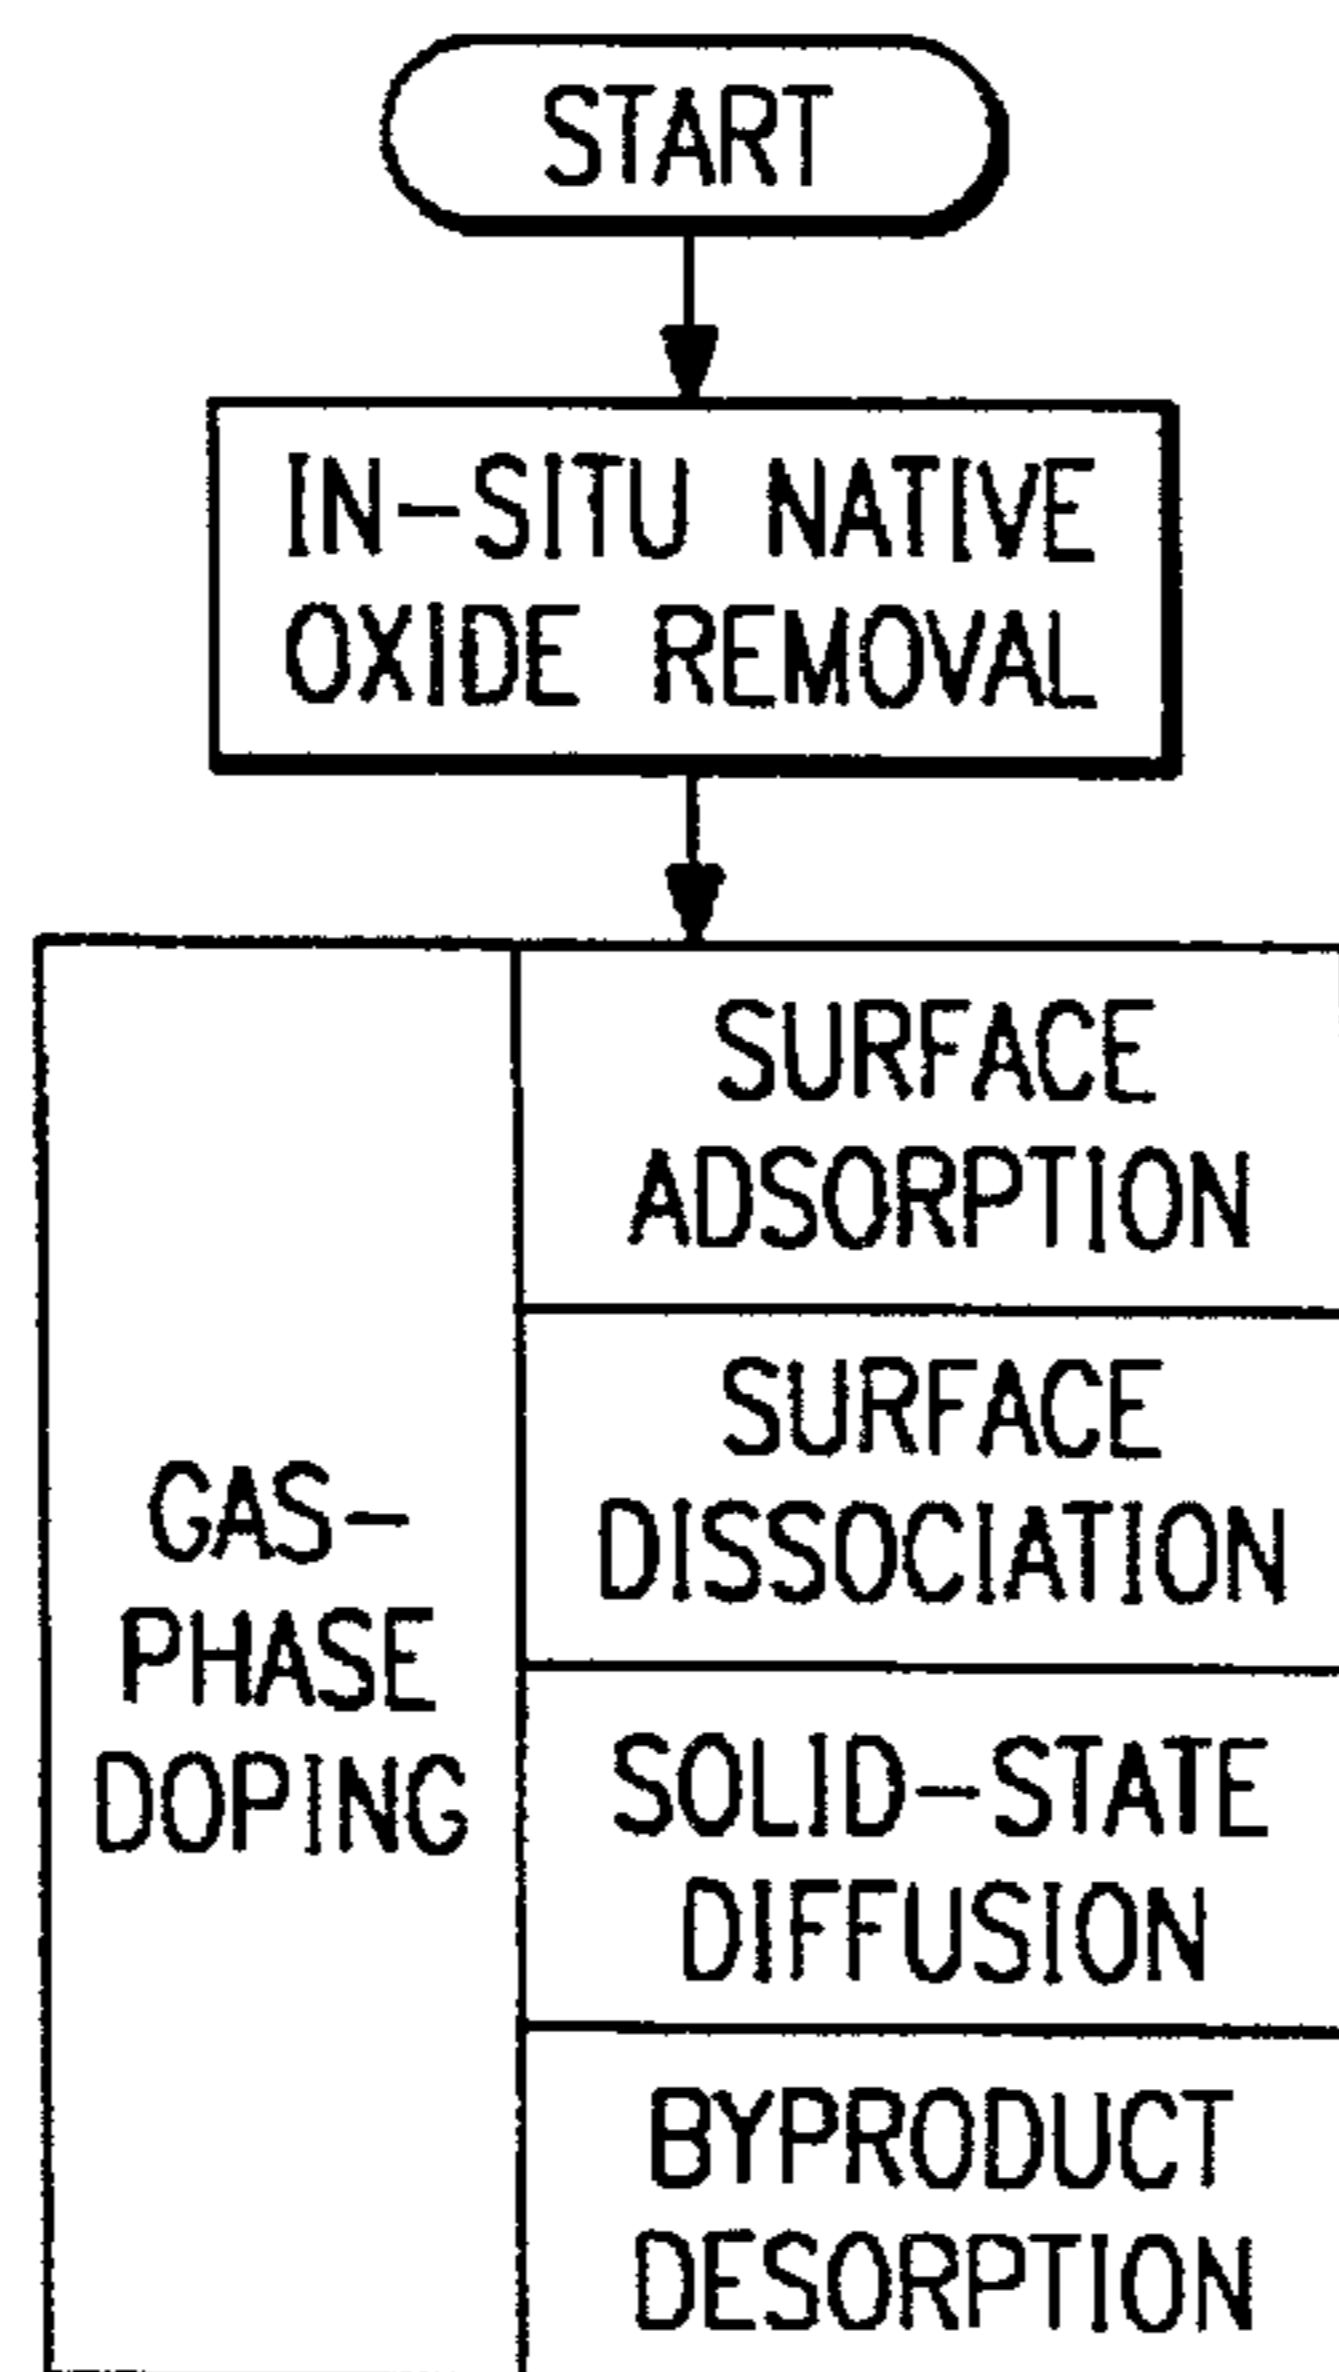 START
IN-SITU NATIVE
OXIDE REMOVAL
GAS-
PHASE
DOPING
SURFACE
ADSORPTION
SURFACE
DISSOCIATION
SOLID-STATE
DIFFUSION
BYPRODUCT
DESORPTION